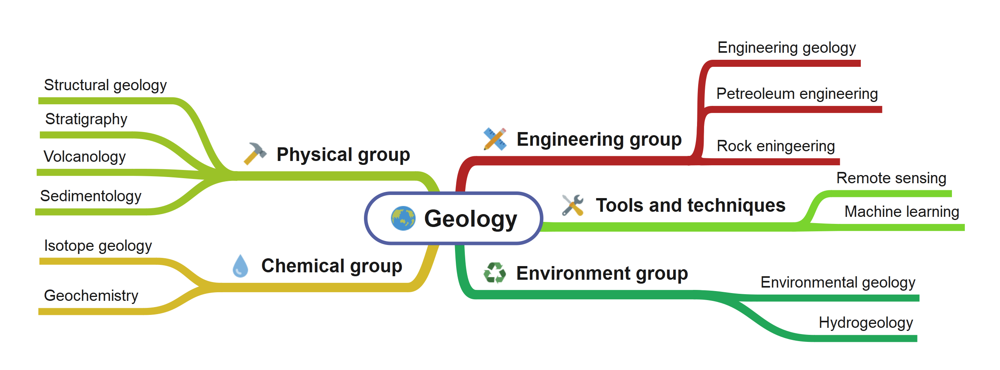 Geology
Physical group
Structural geology
Stratigraphy
Volcanology
Sedimentology
Chemical group
Isotope geology
Geochemistry
Engineering group
Engineering geology
Petreoleum engineering
Rock eningeering
Tools and techniques
Remote sensing
Machine learning
Environment group
Environmental geology
Hydrogeology